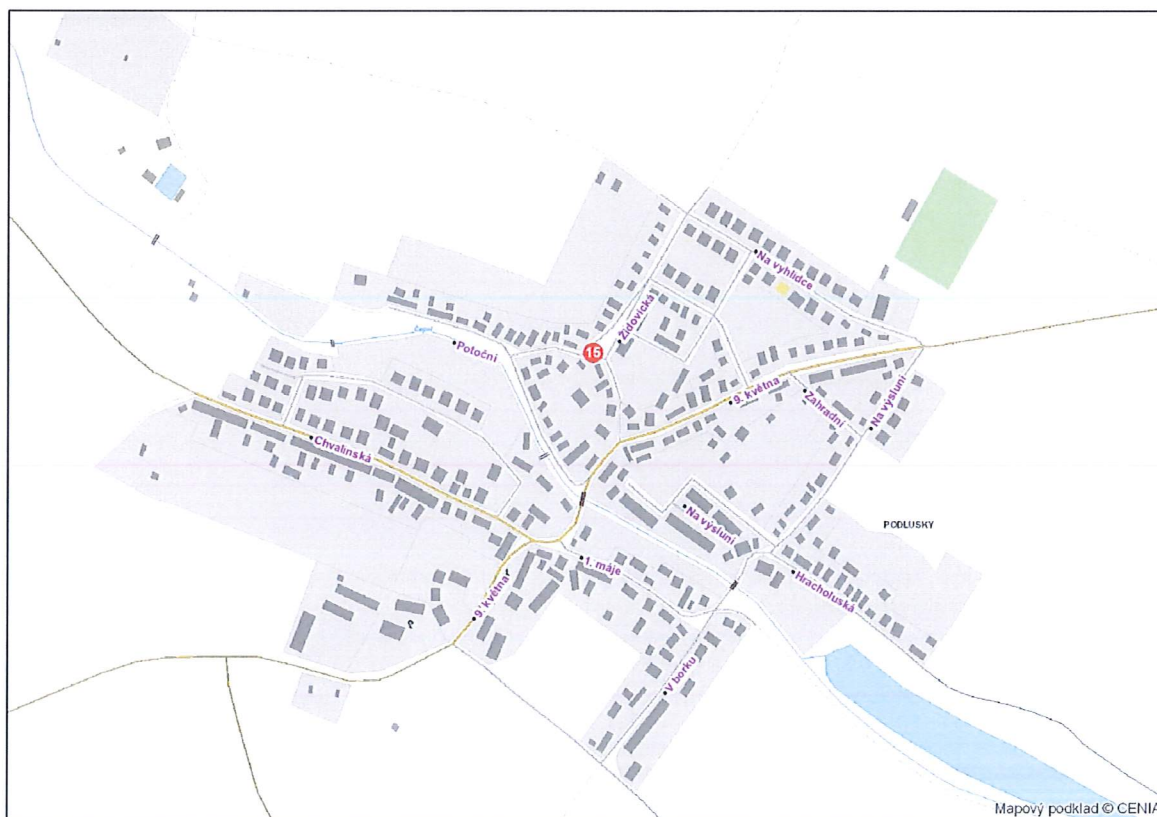 Na vyhlídce
Židovická
15
Čepel
Potoční
9. května
Zahradní
Na výsluní
Chvalinská
Na výsluní
PODLUSKY
1. máje
Hracholuská
9. května
V borku
Mapový podklad © CENIA